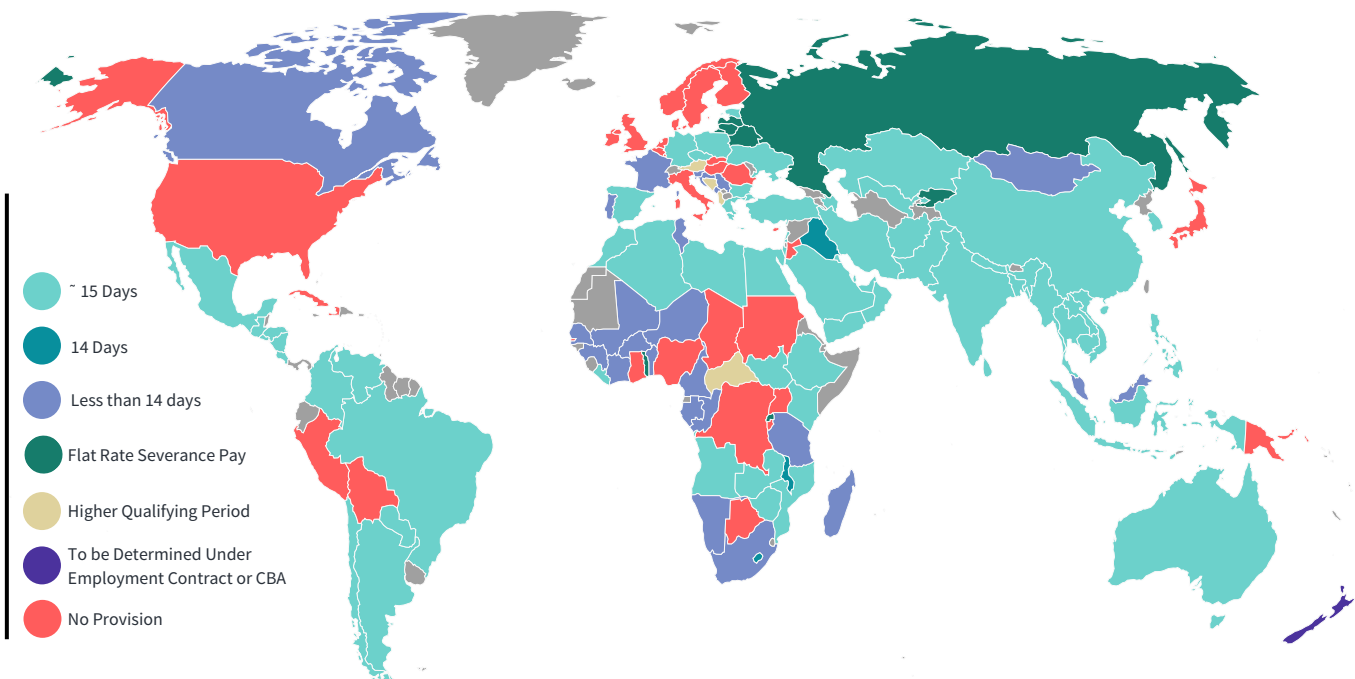 ~ 15 Days
14 Days
Less than 14 days
Flat Rate Severance Pay
Higher Qualifying Period
To be Determined Under
Employment Contract or CBA
No Provision